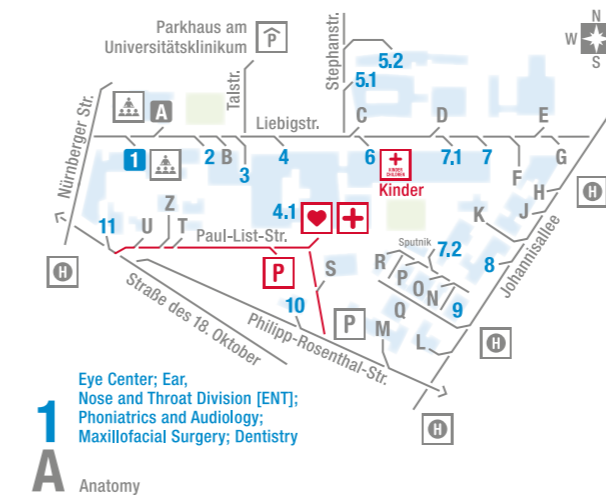 Parkhaus am
Universitätsklinikum
P
Stephanstr.
N
W
S
5.2
5.1
Nürnberger Str.
A
Talstr.
Liebigstr.
C
D
E
1
2
B
3
4
6
KINDER
CHILDREN
Kinder
7.1
7
F
G
H
J
K
H
4.1
11
U
Z
T
Paul-List-Str.
P
S
Sputnik
7.2
R
P
O
N
Q
9
8
Johannisallee
H
Straße des 18. Oktober
10
Philipp-Rosenthal-Str.
P
M
L
H
H
1
Eye Center; Ear,
Nose and Throat Division [ENT];
Phoniatrics and Audiology;
Maxillofacial Surgery; Dentistry
A
Anatomy